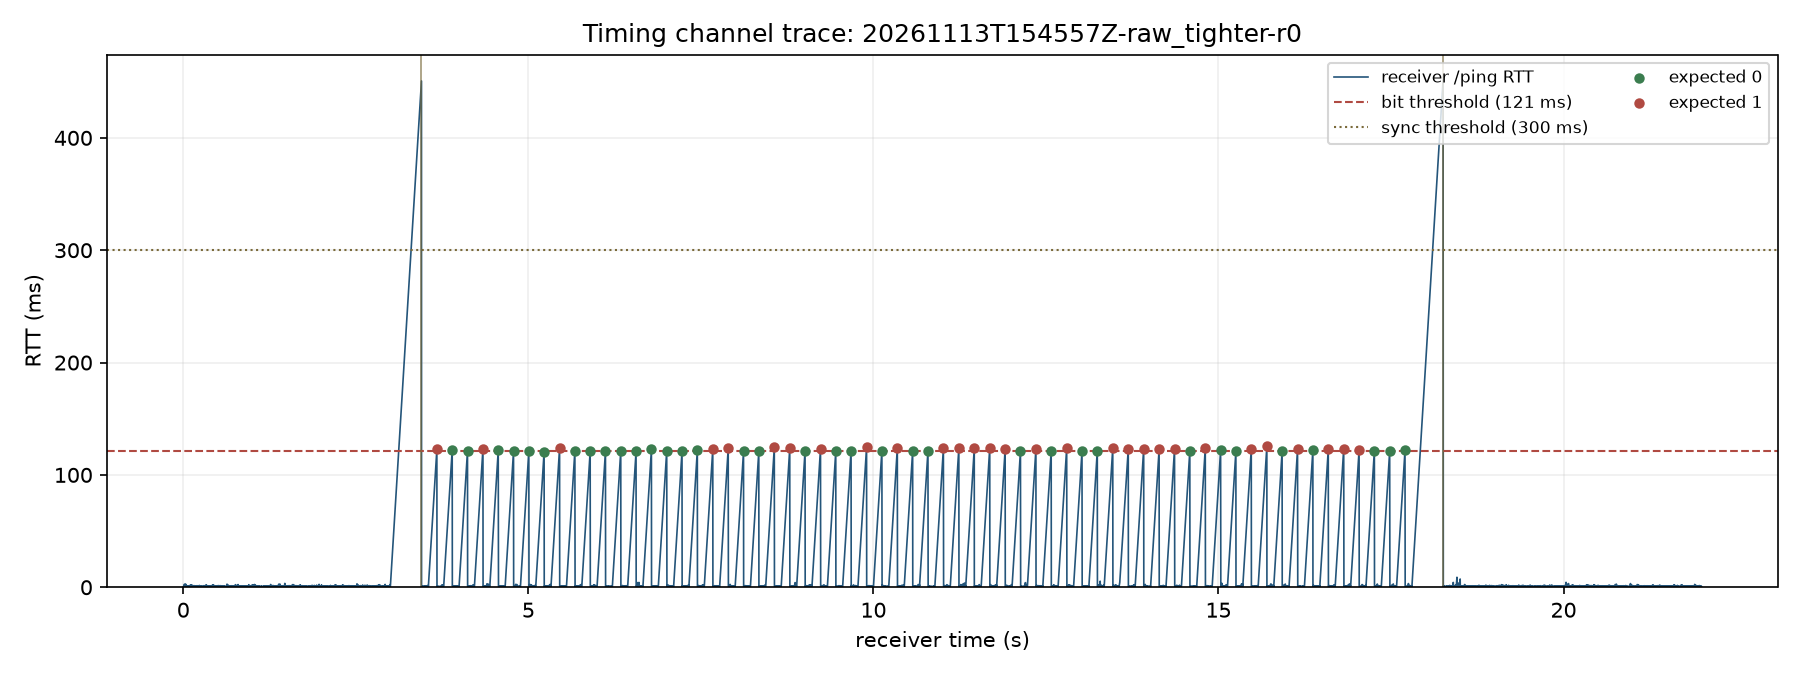 Timing channel trace: 20261113T154557Z-raw_tighter-r0
receiver /ping RTT
bit threshold (121 ms)
sync threshold (300 ms)
expected 0
expected 1
RTT (ms)
400
300
200
100
0
0
5
10
15
20
receiver time (s)